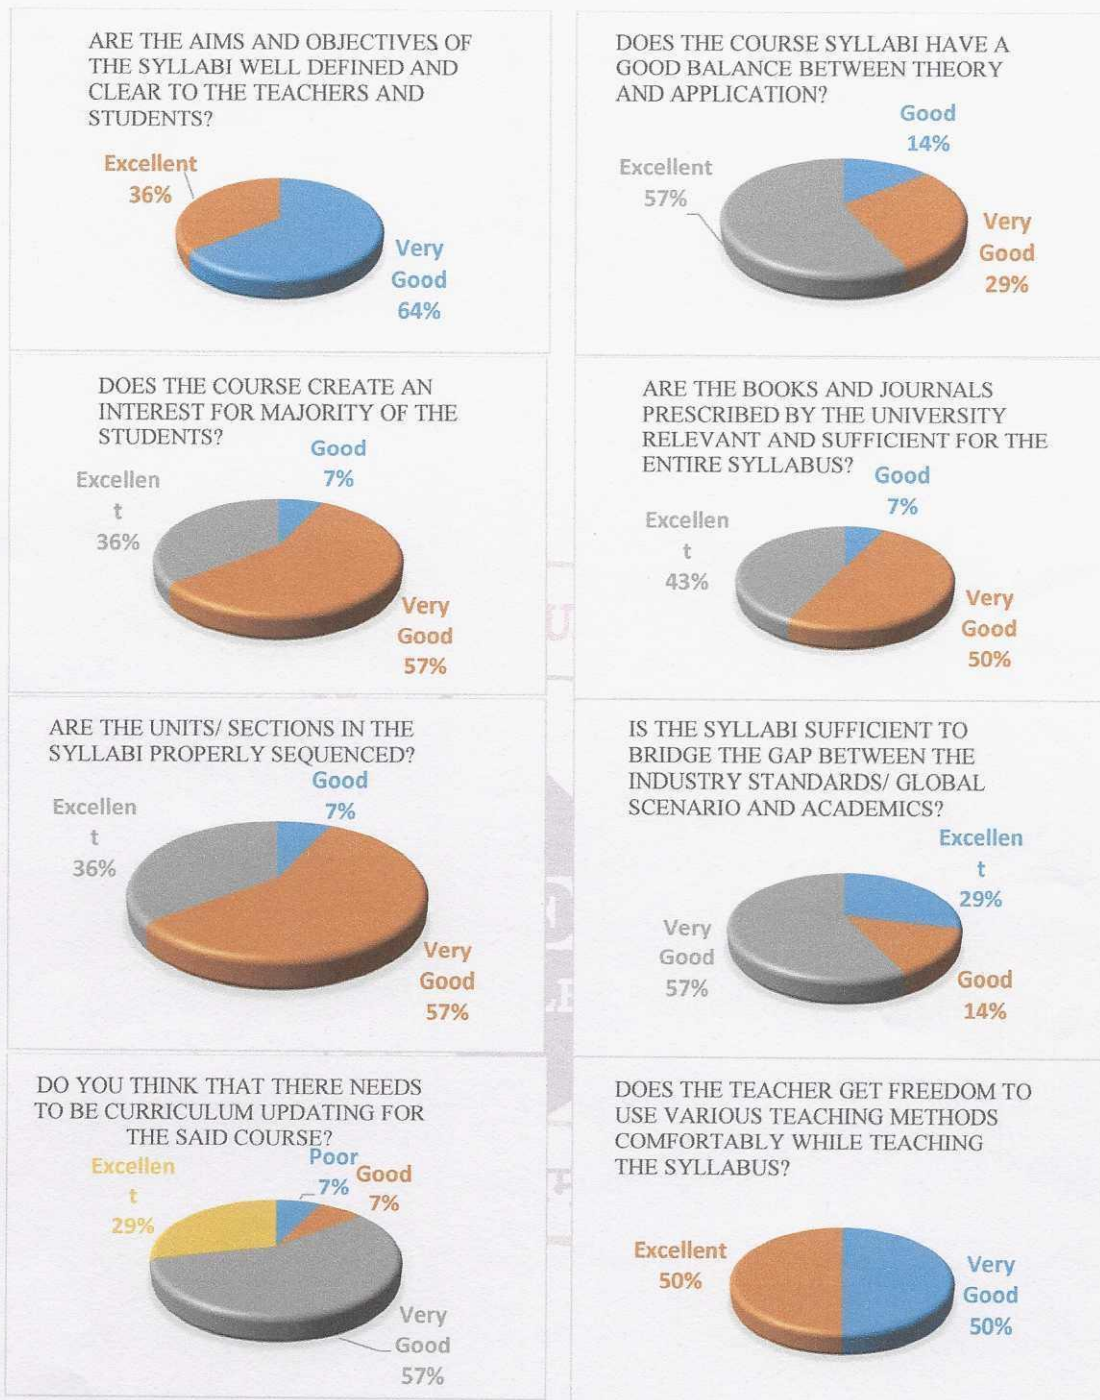 ARE THE AIMS AND OBJECTIVES OF
THE SYLLABI WELL DEFINED AND
CLEAR TO THE TEACHERS AND
STUDENTS?
Excellent
36%
Very
Good
64%
DOES THE COURSE SYLLABI HAVE A
GOOD BALANCE BETWEEN THEORY
AND APPLICATION?
Good
14%
Excellent
57%
Very
Good
29%
DOES THE COURSE CREATE AN
INTEREST FOR MAJORITY OF THE
STUDENTS?
Good
7%
Excellen
t
36%
Very
Good
57%
ARE THE BOOKS AND JOURNALS
PRESCRIBED BY THE UNIVERSITY
RELEVANT AND SUFFICIENT FOR THE
ENTIRE SYLLABUS?
Good
7%
Excellen
t
43%
Very
Good
50%
ARE THE UNITS/ SECTIONS IN THE
SYLLABI PROPERLY SEQUENCED?
Good
7%
Excellen
t
36%
Very
Good
57%
IS THE SYLLABI SUFFICIENT TO
BRIDGE THE GAP BETWEEN THE
INDUSTRY STANDARDS/ GLOBAL
SCENARIO AND ACADEMICS?
Excellen
t
29%
Very
Good
57%
Good
14%
DO YOU THINK THAT THERE NEEDS
TO BE CURRICULUM UPDATING FOR
THE SAID COURSE?
Poor
7%
Good
7%
Excellen
t
29%
Very
Good
57%
DOES THE TEACHER GET FREEDOM TO
USE VARIOUS TEACHING METHODS
COMFORTABLY WHILE TEACHING
THE SYLLABUS?
Excellent
50%
Very
Good
50%